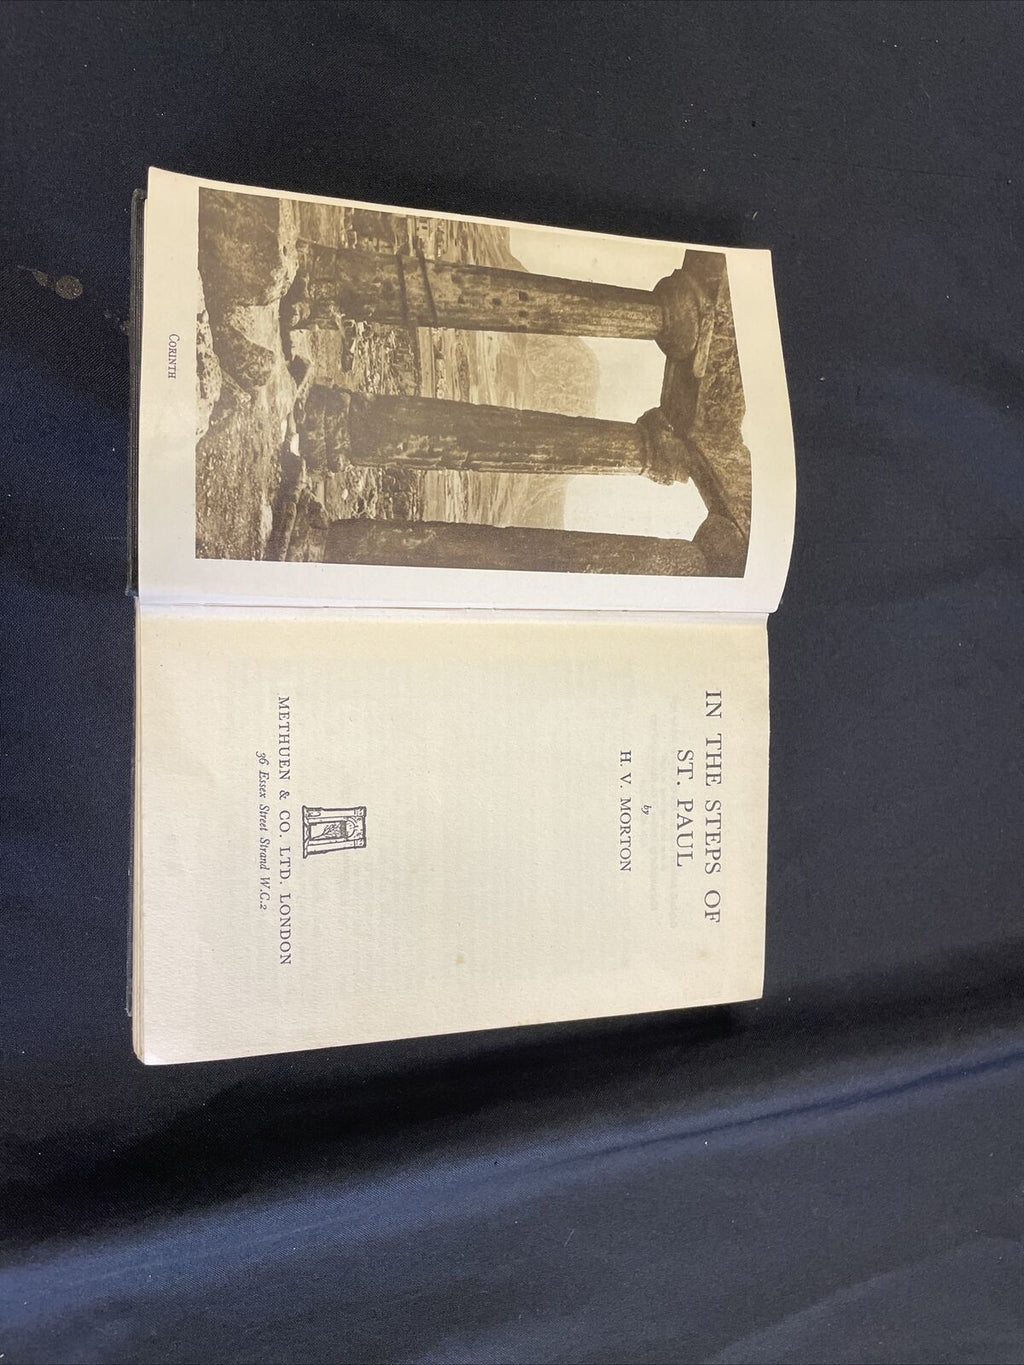 CORINTH
IN THE STEPS OF
ST. PAUL
by
H. V. MORTON
METHUEN & CO. LTD. LONDON
36 Essex Street Strand W.C.2